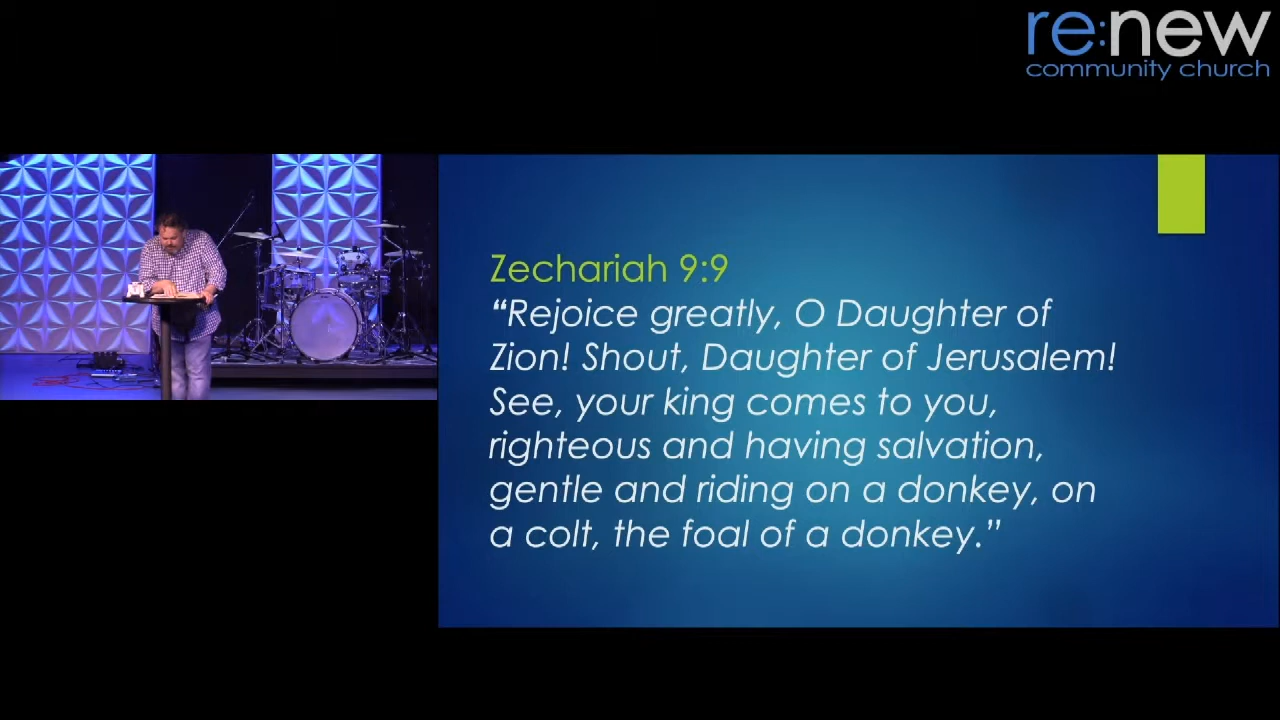 re:new
community church
Zechariah 9:9
“Rejoice greatly, O Daughter of
Zion! Shout, Daughter of Jerusalem!
See, your king comes to you,
righteous and having salvation,
gentle and riding on a donkey, on
a colt, the foal of a donkey.”